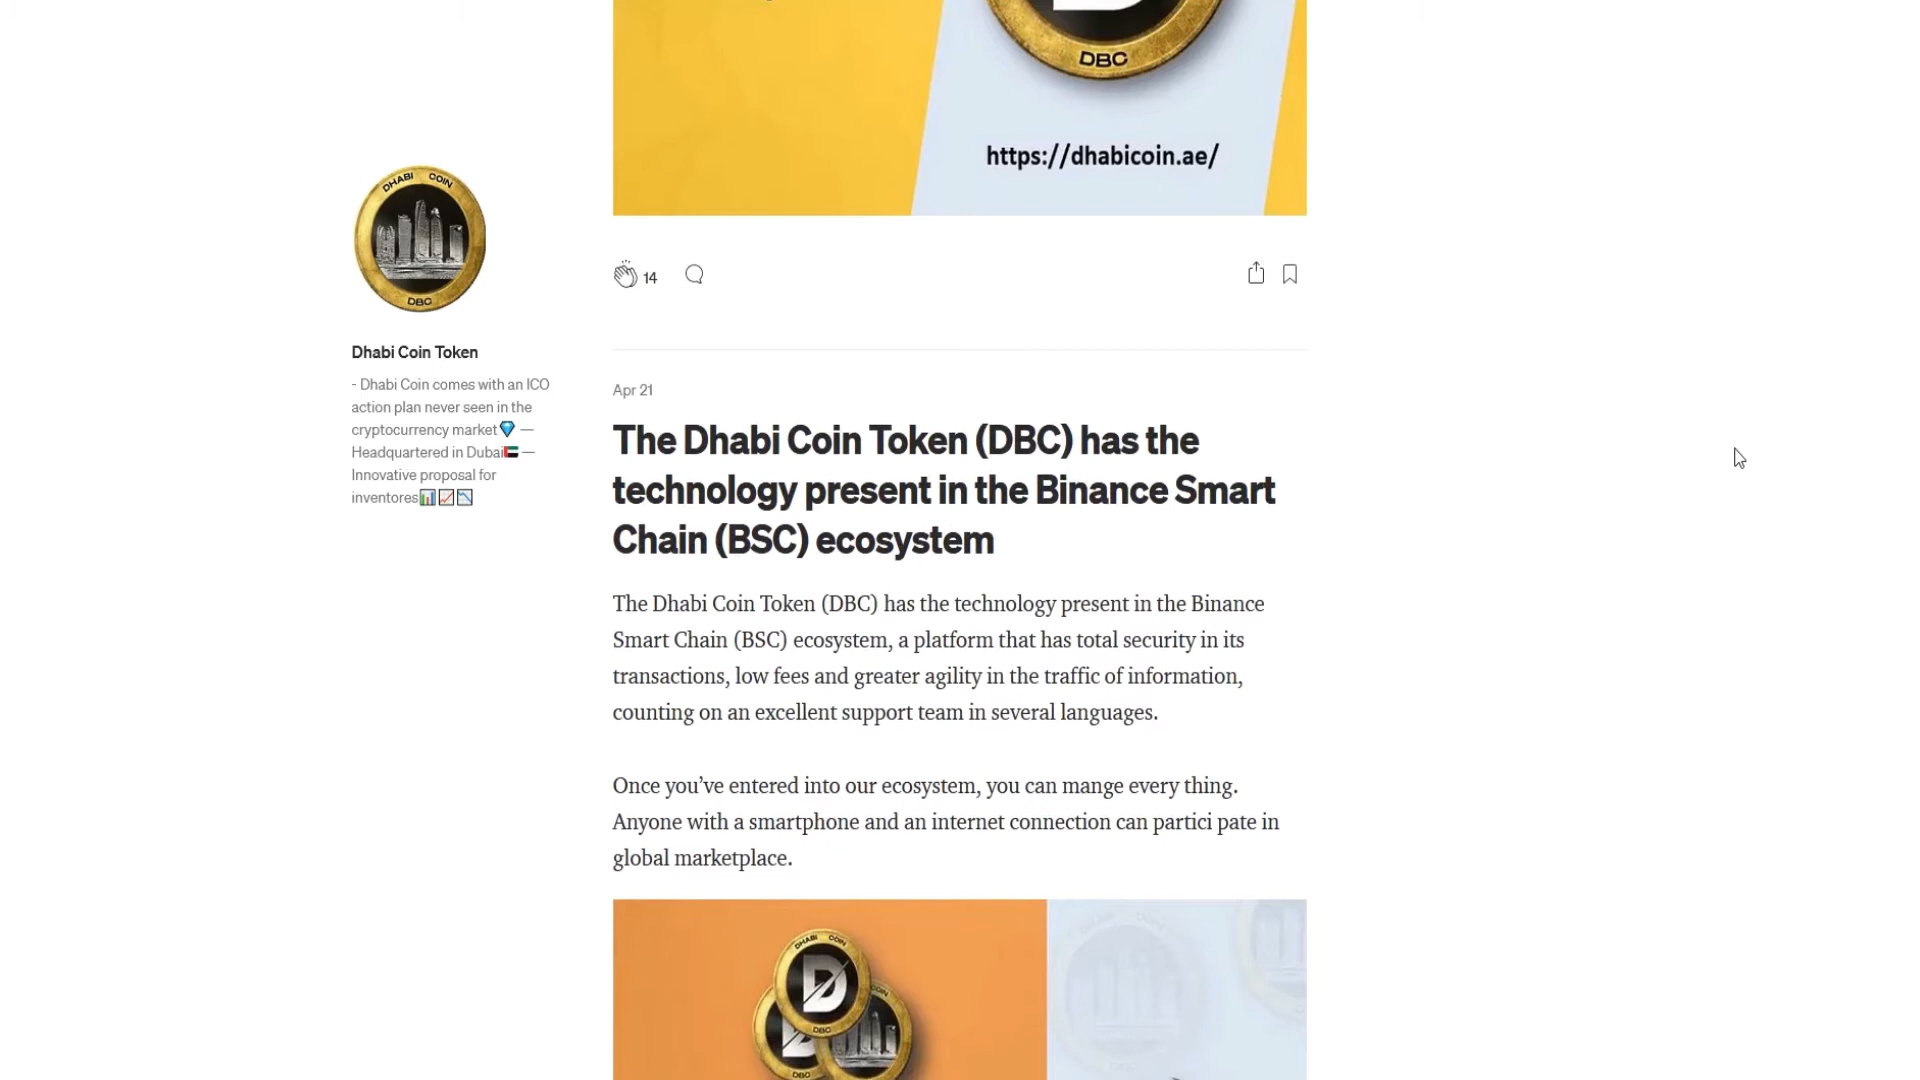 DBC
https://dhabicoin.ae/
DHABI COIN
DBC
14
Dhabi Coin Token
- Dhabi Coin comes with an ICO
action plan never seen in the
cryptocurrency market💎 —
Headquartered in Dubai🇦🇪 —
Innovative proposal for
inventores📊📈📉
Apr 21
The Dhabi Coin Token (DBC) has the
technology present in the Binance Smart
Chain (BSC) ecosystem
The Dhabi Coin Token (DBC) has the technology present in the Binance
Smart Chain (BSC) ecosystem, a platform that has total security in its
transactions, low fees and greater agility in the traffic of information,
counting on an excellent support team in several languages.
Once you’ve entered into our ecosystem, you can mange every thing.
Anyone with a smartphone and an internet connection can partici pate in
global marketplace.
DHABI COIN
D
DBC
COIN
DBC